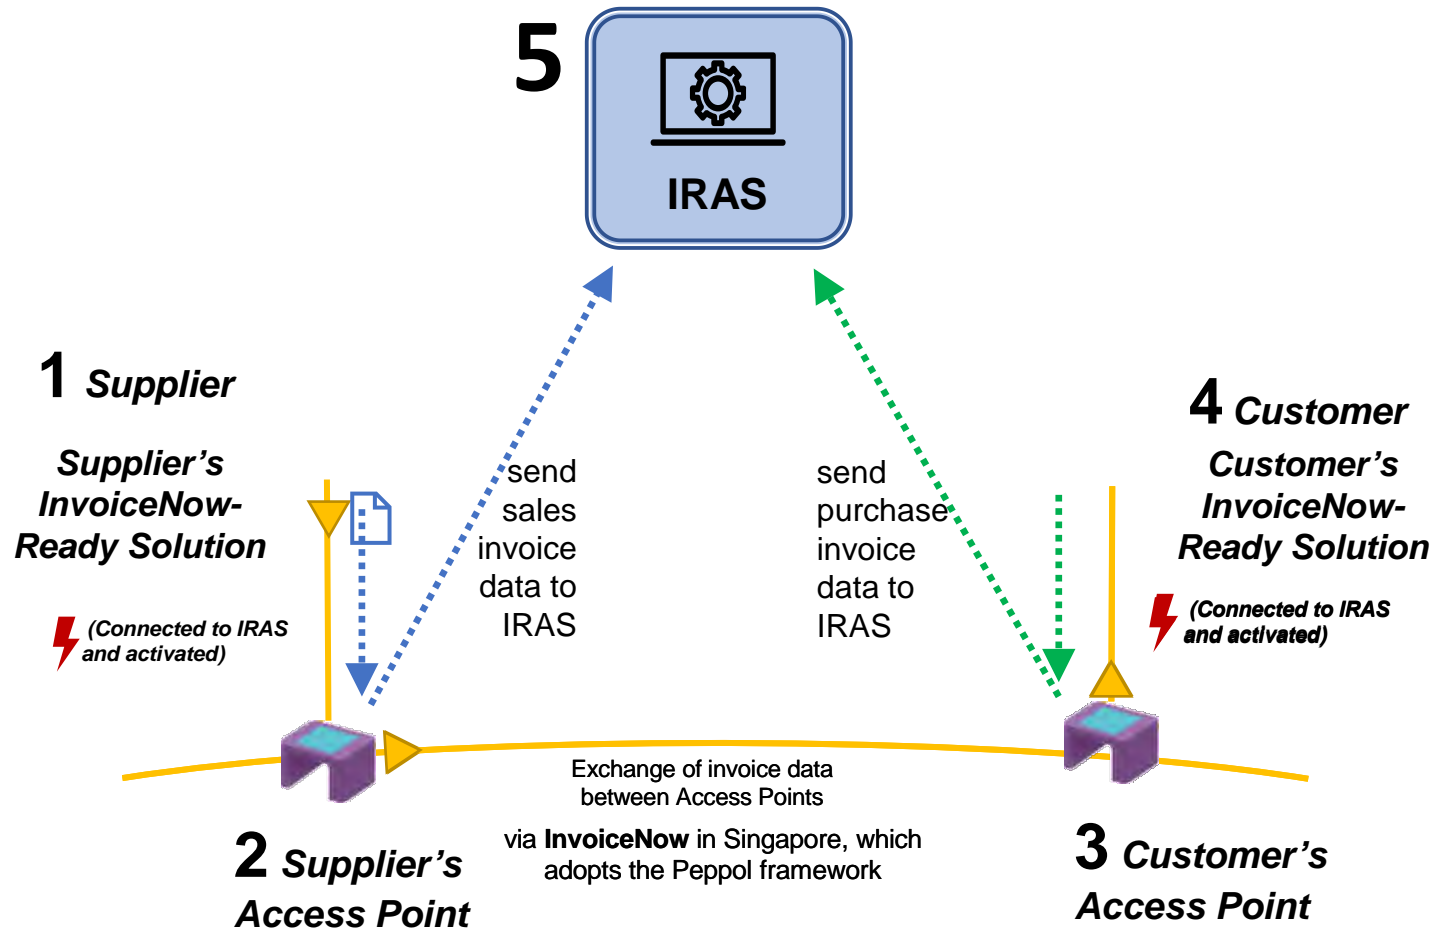 5
IRAS
1 Supplier
Supplier's
InvoiceNow-
Ready Solution
(Connected to IRAS
and activated)
send
sales
invoice
data to
IRAS
send
purchase
invoice
data to
IRAS
4 Customer
Customer's
InvoiceNow-
Ready Solution
(Connected to IRAS
and activated)
Exchange of invoice data
between Access Points
via InvoiceNow in Singapore, which
adopts the Peppol framework
2 Supplier's
Access Point
3 Customer's
Access Point